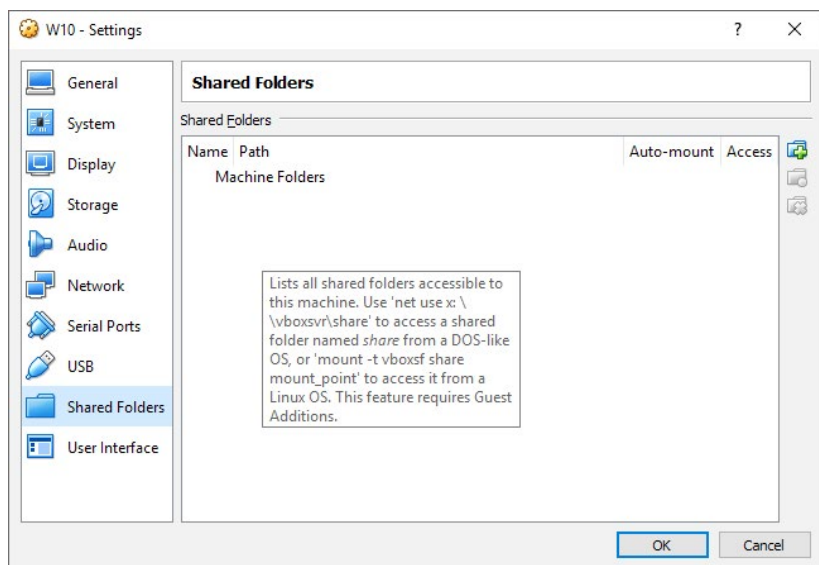 W10 - Settings
?
General
System
Display
Storage
Audio
Network
Serial Ports
USB
Shared Folders
User Interface
Shared Folders
Shared Folders
Name Path Auto-mount Access
Machine Folders
Lists all shared folders accessible to
this machine. Use 'net use x: \
\vboxsvr\share' to access a shared
folder named share from a DOS-like
OS, or 'mount -t vboxsf share
mount_point' to access it from a
Linux OS. This feature requires Guest
Additions.
OK Cancel